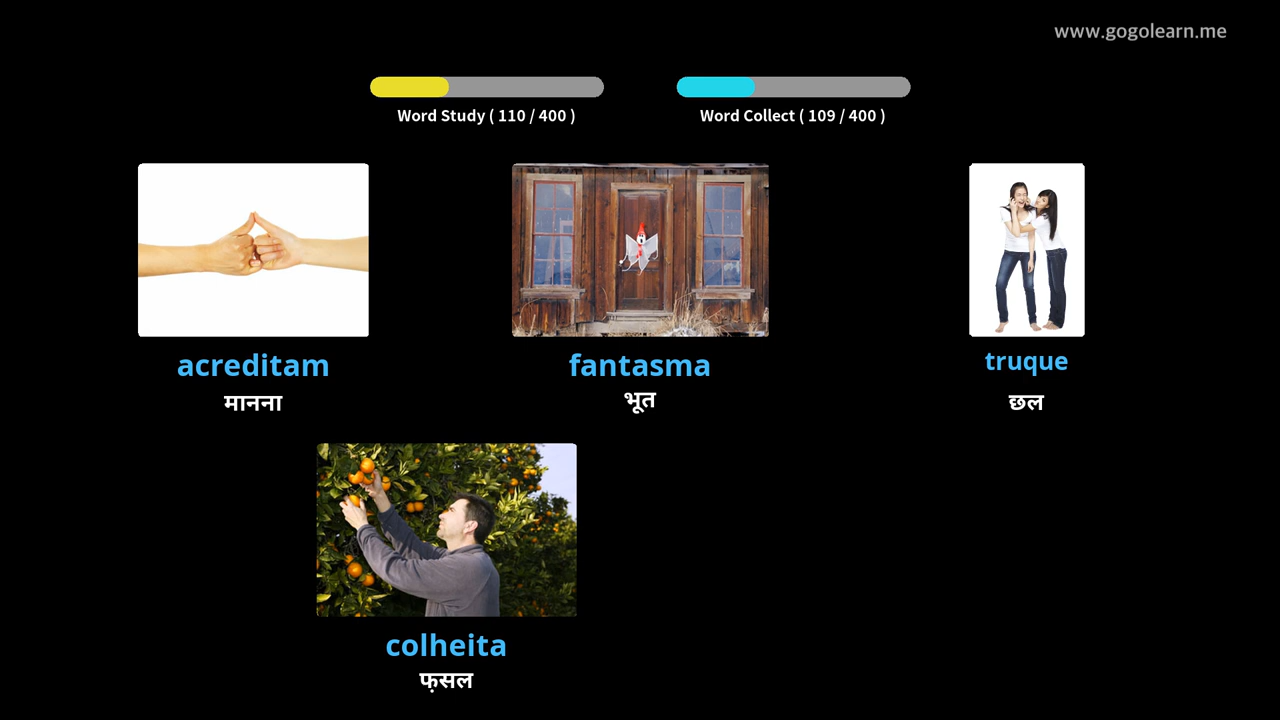 www.gogolearn.me
Word Study ( 110 / 400 )
Word Collect ( 109 / 400 )
acreditam
मानना
fantasma
भूत
truque
छल
colheita
फ़सल